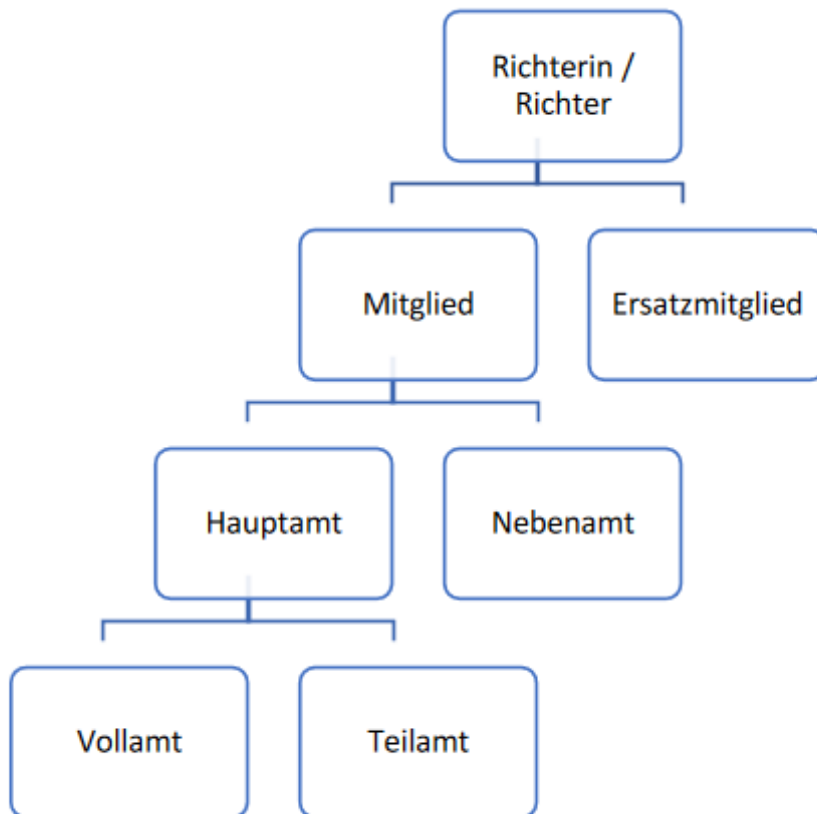 Richterin /
Richter
Mitglied
Ersatzmitglied
Hauptamt
Nebenamt
Vollamt
Teilamt